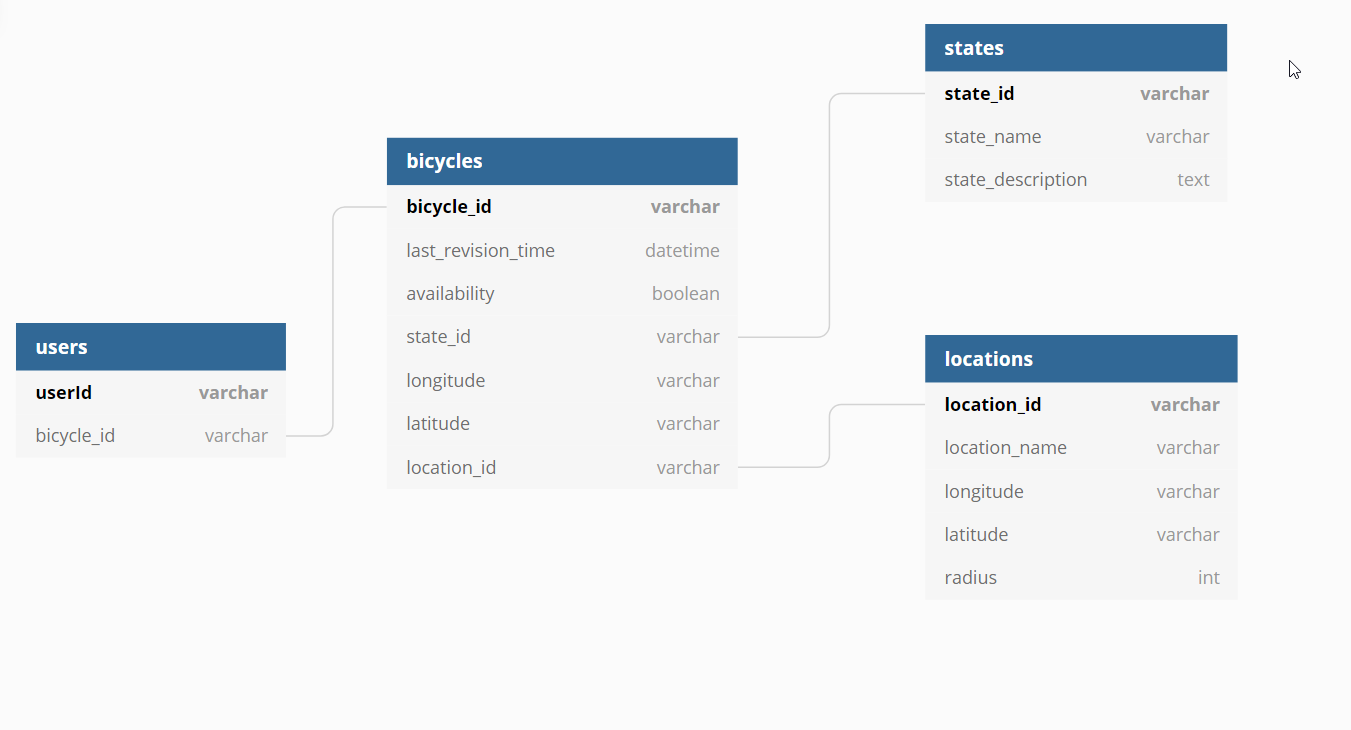 states
state_id varchar
state_name varchar
state_description text
bicycles
bicycle_id varchar
last_revision_time datetime
availability boolean
state_id varchar
longitude varchar
latitude varchar
location_id varchar
users
userId varchar
bicycle_id varchar
locations
location_id varchar
location_name varchar
longitude varchar
latitude varchar
radius int